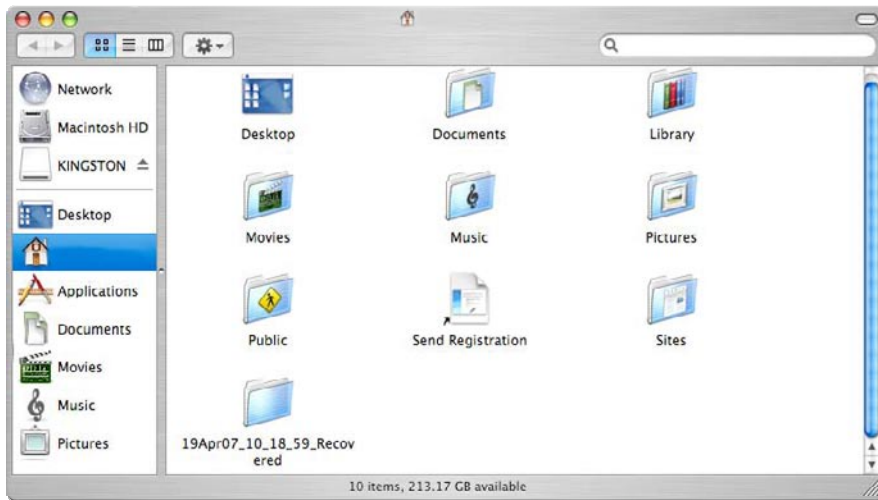 Network
Macintosh HD
KINGSTON
Desktop
Applications
Documents
Movies
Music
Pictures
Desktop
Documents
Library
Movies
Music
Pictures
Public
Send Registration
Sites
19Apr07_10_18_59_Recov
ered
10 items, 213.17 GB available